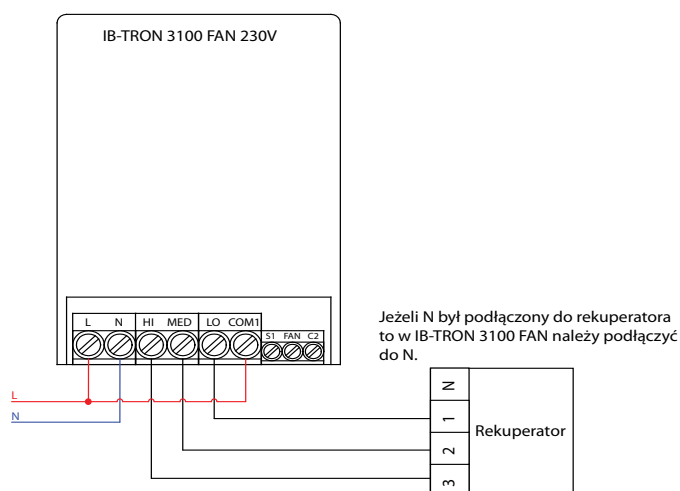 IB-TRON 3100 FAN 230V
L N HI MED LO COM1 S1 FAN C2
Jeżeli N był podłączony do rekuperatora
to w IB-TRON 3100 FAN należy podłączyć
do N.
L
N
N
1
Rekuperator
2
3